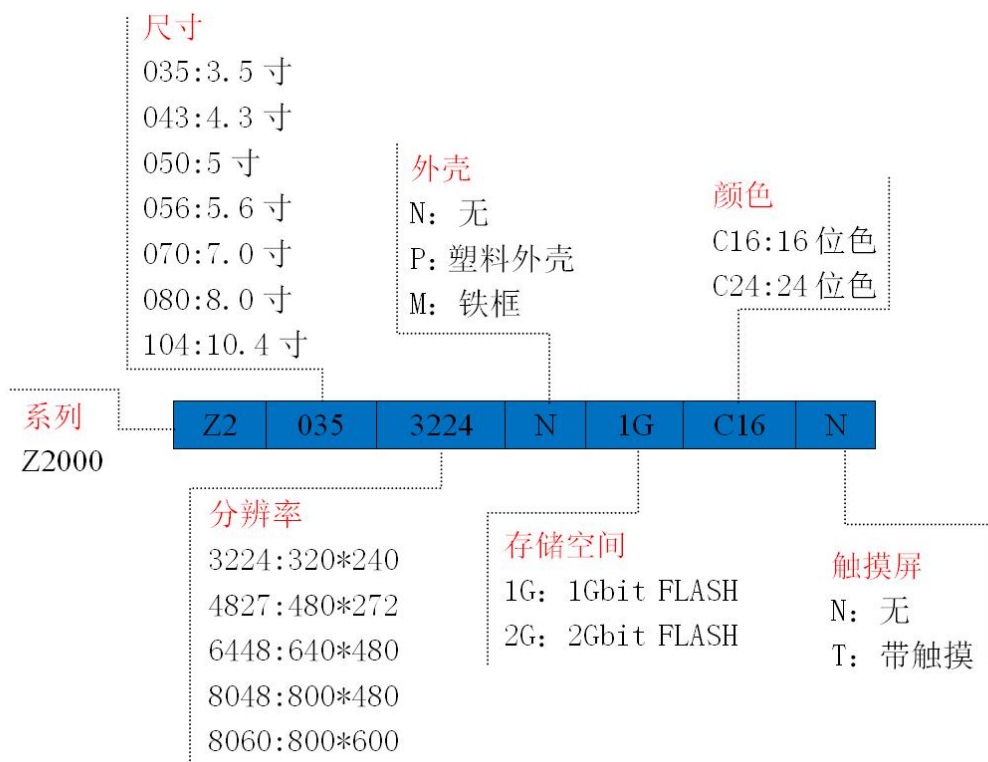 尺寸
035:3.5 寸
043:4.3 寸
050:5 寸
056:5.6 寸
070:7.0 寸
080:8.0 寸
104:10.4 寸
外壳
N: 无
P: 塑料外壳
M: 铁框
颜色
C16:16 位色
C24:24 位色
系列
Z2000
Z2 035 3224 N 1G C16 N
分辨率
3224:320*240
4827:480*272
6448:640*480
8048:800*480
8060:800*600
存储空间
1G: 1Gbit FLASH
2G: 2Gbit FLASH
触摸屏
N: 无
T: 带触摸